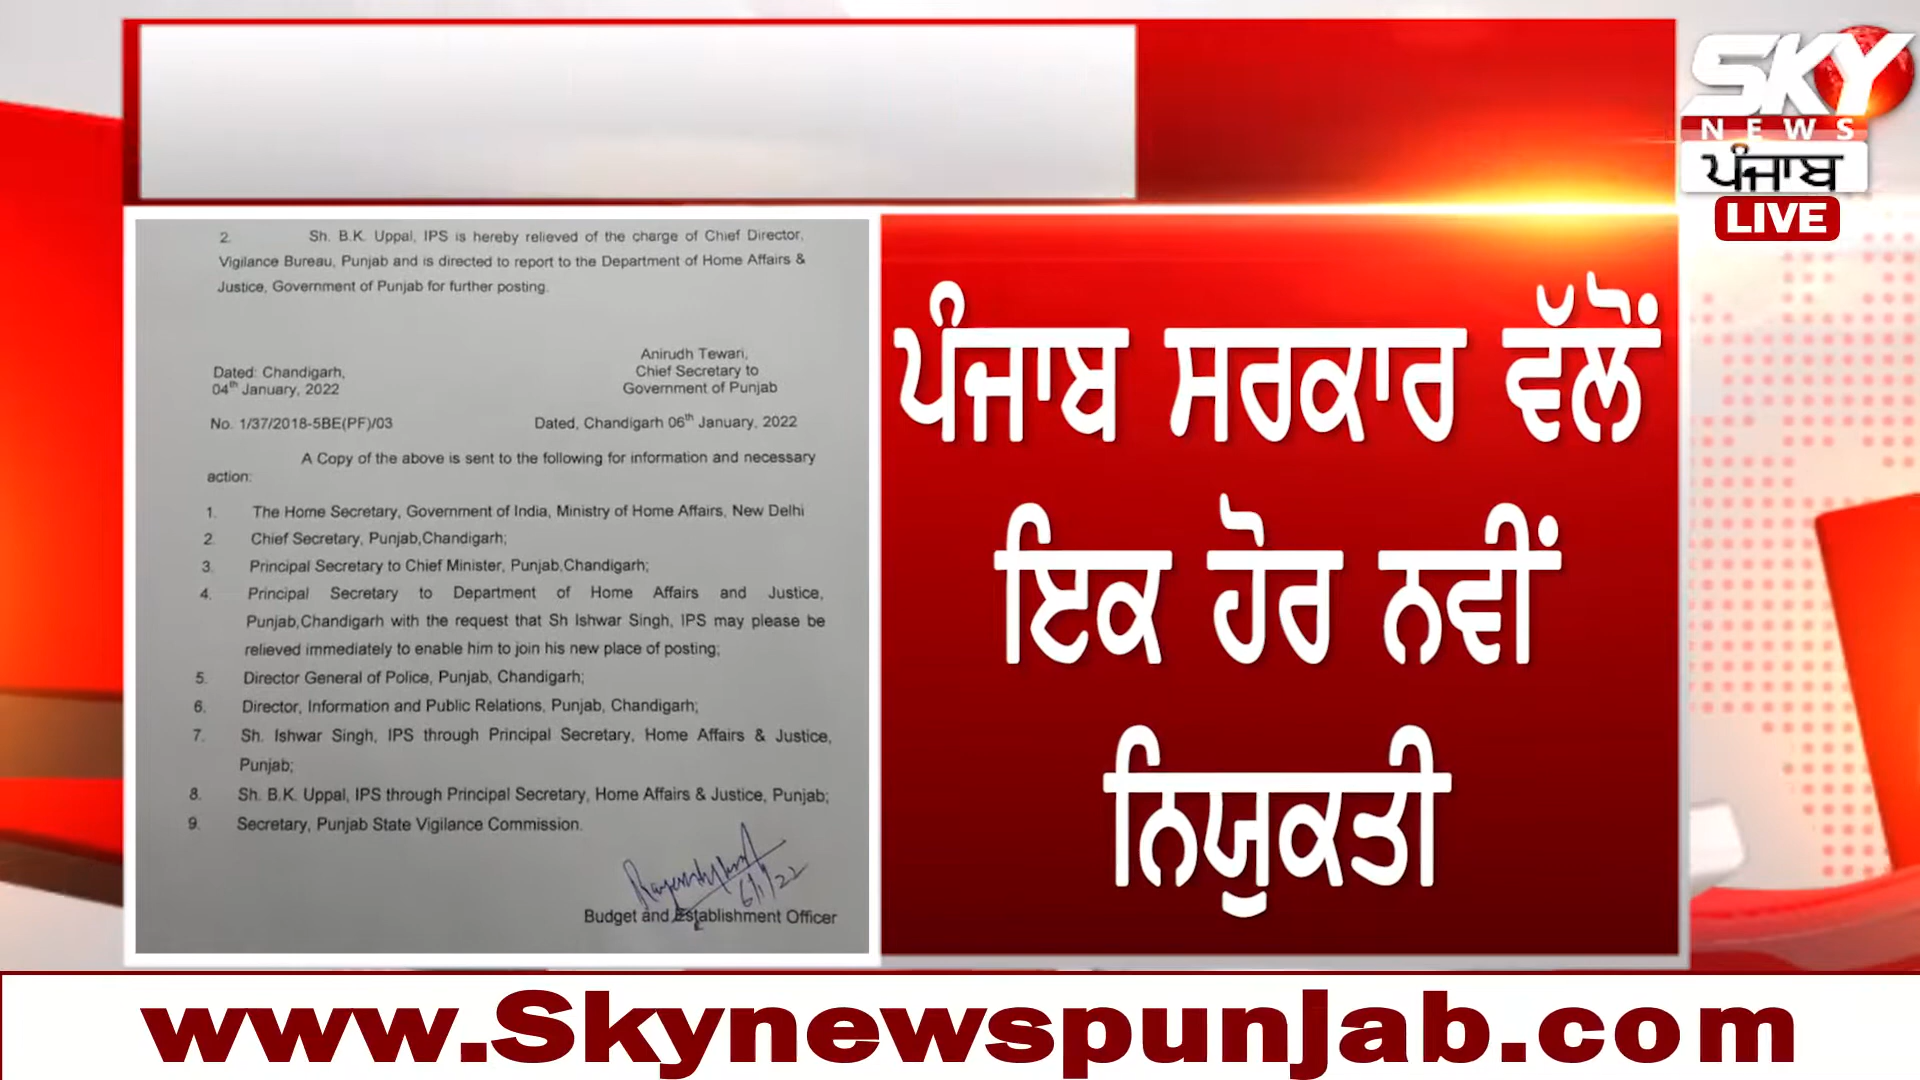 SKY
NEWS
ਪੰਜਾਬ
LIVE
2. Sh. B.K. Uppal, IPS is hereby relieved of the charge of Chief Director,
Vigilance Bureau, Punjab and is directed to report to the Department of Home Affairs &
Justice, Government of Punjab for further posting.
Anirudh Tewari,
Chief Secretary to
Government of Punjab
Dated: Chandigarh,
04th January, 2022
No. 1/37/2018-5BE(PF)/03 Dated, Chandigarh 06th January, 2022
A Copy of the above is sent to the following for information and necessary
action:
1. The Home Secretary, Government of India, Ministry of Home Affairs, New Delhi
2. Chief Secretary, Punjab,Chandigarh;
3. Principal Secretary to Chief Minister, Punjab,Chandigarh;
4. Principal Secretary to Department of Home Affairs and Justice,
Punjab,Chandigarh with the request that Sh Ishwar Singh, IPS may please be
relieved immediately to enable him to join his new place of posting;
5. Director General of Police, Punjab, Chandigarh;
6. Director, Information and Public Relations, Punjab, Chandigarh;
7. Sh. Ishwar Singh, IPS through Principal Secretary, Home Affairs & Justice,
Punjab;
8. Sh. B.K. Uppal, IPS through Principal Secretary, Home Affairs & Justice, Punjab;
9. Secretary, Punjab State Vigilance Commission.
6/1/22
Budget and Establishment Officer
ਪੰਜਾਬ ਸਰਕਾਰ ਵੱਲੋਂ
ਇਕ ਹੋਰ ਨਵੀਂ
ਨਿਯੁਕਤੀ
www.Skynewspunjab.com